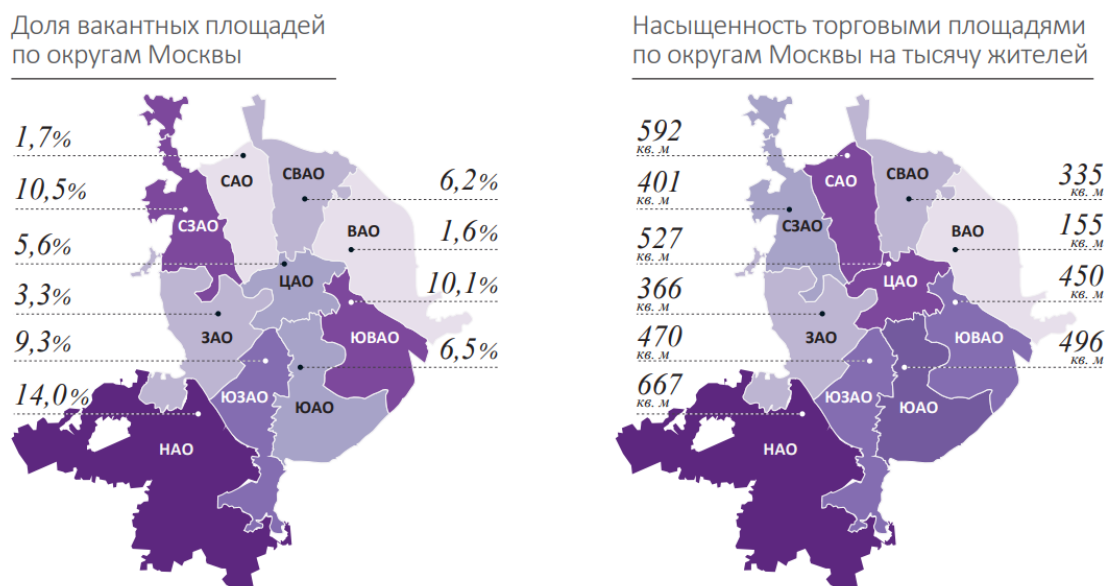 Доля вакантных площадей
по округам Москвы
1,7%
10,5%
5,6%
3,3%
9,3%
14,0%
САО
СВАО
СЗАО
ВАО
ЦАО
ЗАО
ЮВАО
ЮЗАО
ЮАО
НАО
6,2%
1,6%
10,1%
6,5%
Насыщенность торговыми площадями
по округам Москвы на тысячу жителей
592
кв. м
401
кв. м
527
кв. м
366
кв. м
470
кв. м
667
кв. м
САО
СВАО
СЗАО
ВАО
ЦАО
ЗАО
ЮВАО
ЮЗАО
ЮАО
НАО
335
кв. м
155
кв. м
450
кв. м
496
кв. м